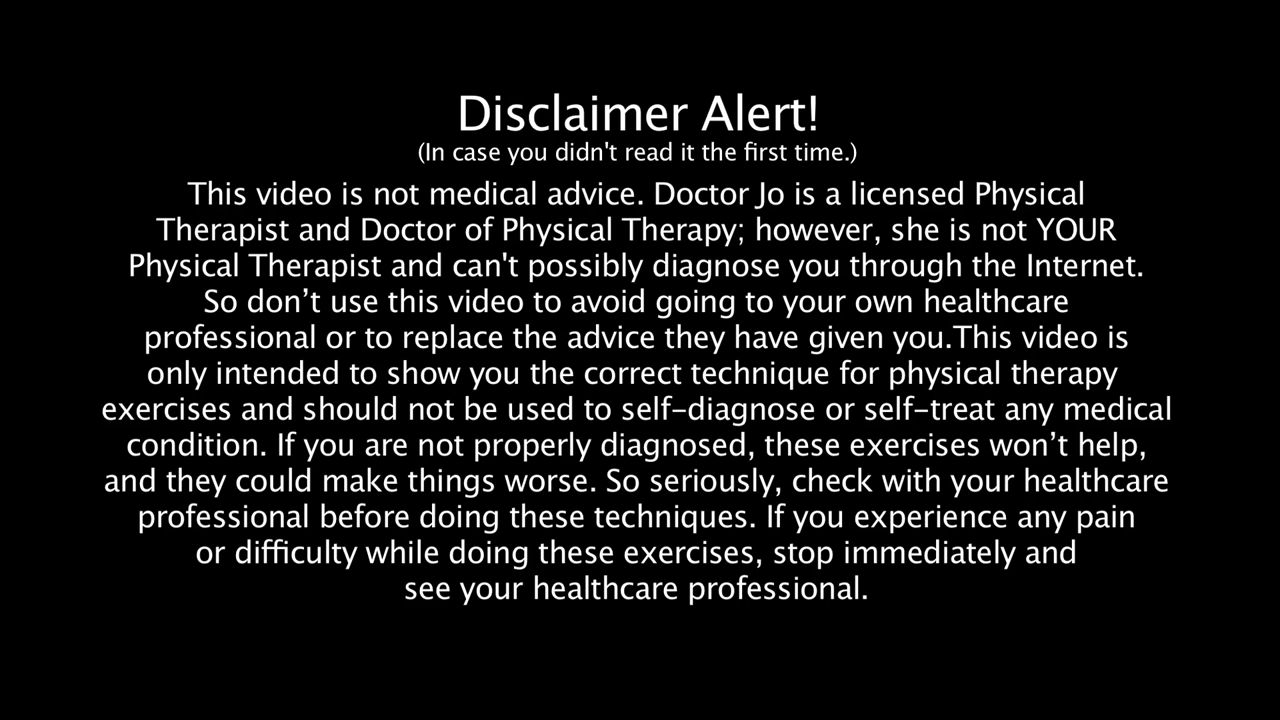 Disclaimer Alert!
(In case you didn't read it the first time.)
This video is not medical advice. Doctor Jo is a licensed Physical
Therapist and Doctor of Physical Therapy; however, she is not YOUR
Physical Therapist and can't possibly diagnose you through the Internet.
So don’t use this video to avoid going to your own healthcare
professional or to replace the advice they have given you.This video is
only intended to show you the correct technique for physical therapy
exercises and should not be used to self-diagnose or self-treat any medical
condition. If you are not properly diagnosed, these exercises won’t help,
and they could make things worse. So seriously, check with your healthcare
professional before doing these techniques. If you experience any pain
or difficulty while doing these exercises, stop immediately and
see your healthcare professional.